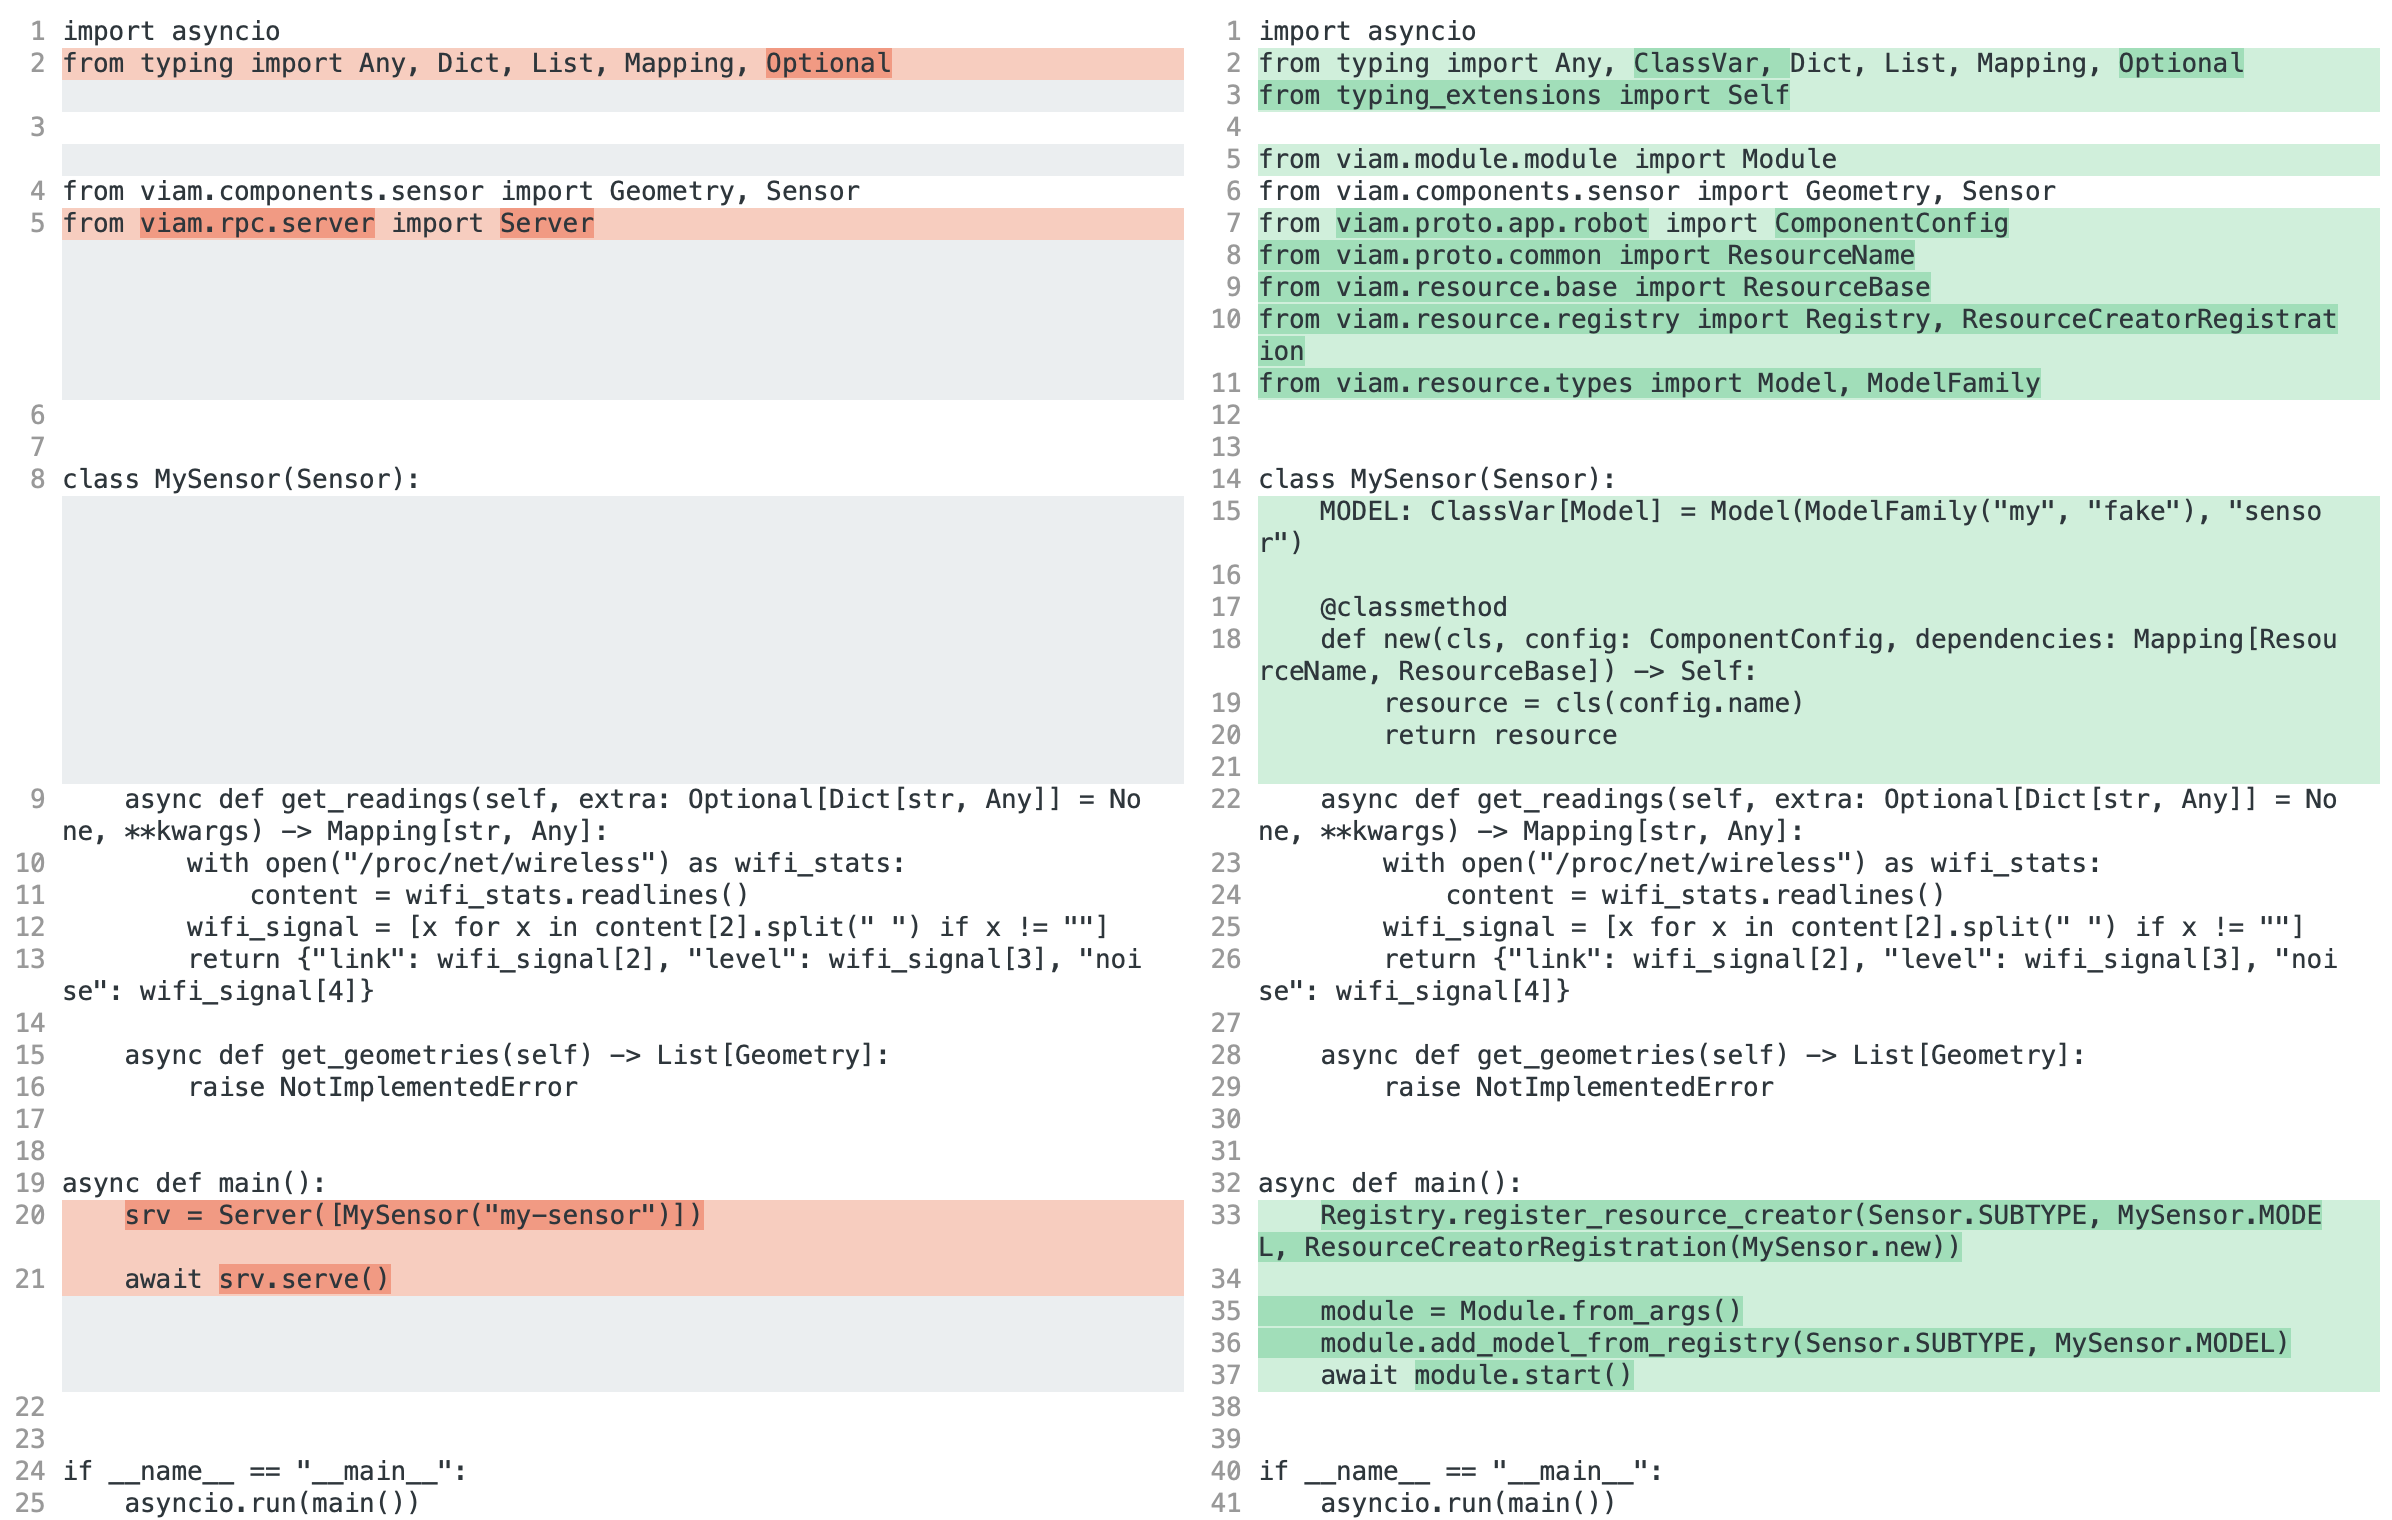 1 import asyncio
2 from typing import Any, Dict, List, Mapping, Optional
3
4 from viam.components.sensor import Geometry, Sensor
5 from viam.rpc.server import Server
6
7
8 class MySensor(Sensor):
9     async def get_readings(self, extra: Optional[Dict[str, Any]] = No
ne, **kwargs) -> Mapping[str, Any]:
10         with open("/proc/net/wireless") as wifi_stats:
11             content = wifi_stats.readlines()
12         wifi_signal = [x for x in content[2].split(" ") if x != ""]
13         return {"link": wifi_signal[2], "level": wifi_signal[3], "noi
se": wifi_signal[4]}
14
15     async def get_geometries(self) -> List[Geometry]:
16         raise NotImplementedError
17
18
19 async def main():
20     srv = Server([MySensor("my-sensor")])
21     await srv.serve()
22
23
24 if __name__ == "__main__":
25     asyncio.run(main())
1 import asyncio
2 from typing import Any, ClassVar, Dict, List, Mapping, Optional
3 from typing_extensions import Self
4
5 from viam.module.module import Module
6 from viam.components.sensor import Geometry, Sensor
7 from viam.proto.app.robot import ComponentConfig
8 from viam.proto.common import ResourceName
9 from viam.resource.base import ResourceBase
10 from viam.resource.registry import Registry, ResourceCreatorRegistrat
ion
11 from viam.resource.types import Model, ModelFamily
12
13
14 class MySensor(Sensor):
15     MODEL: ClassVar[Model] = Model(ModelFamily("my", "fake"), "senso
r")
16
17     @classmethod
18     def new(cls, config: ComponentConfig, dependencies: Mapping[Resou
rceName, ResourceBase]) -> Self:
19         resource = cls(config.name)
20         return resource
21
22     async def get_readings(self, extra: Optional[Dict[str, Any]] = No
ne, **kwargs) -> Mapping[str, Any]:
23         with open("/proc/net/wireless") as wifi_stats:
24             content = wifi_stats.readlines()
25         wifi_signal = [x for x in content[2].split(" ") if x != ""]
26         return {"link": wifi_signal[2], "level": wifi_signal[3], "noi
se": wifi_signal[4]}
27
28     async def get_geometries(self) -> List[Geometry]:
29         raise NotImplementedError
30
31
32 async def main():
33     Registry.register_resource_creator(Sensor.SUBTYPE, MySensor.MODE
L, ResourceCreatorRegistration(MySensor.new))
34
35     module = Module.from_args()
36     module.add_model_from_registry(Sensor.SUBTYPE, MySensor.MODEL)
37     await module.start()
38
39
40 if __name__ == "__main__":
41     asyncio.run(main())